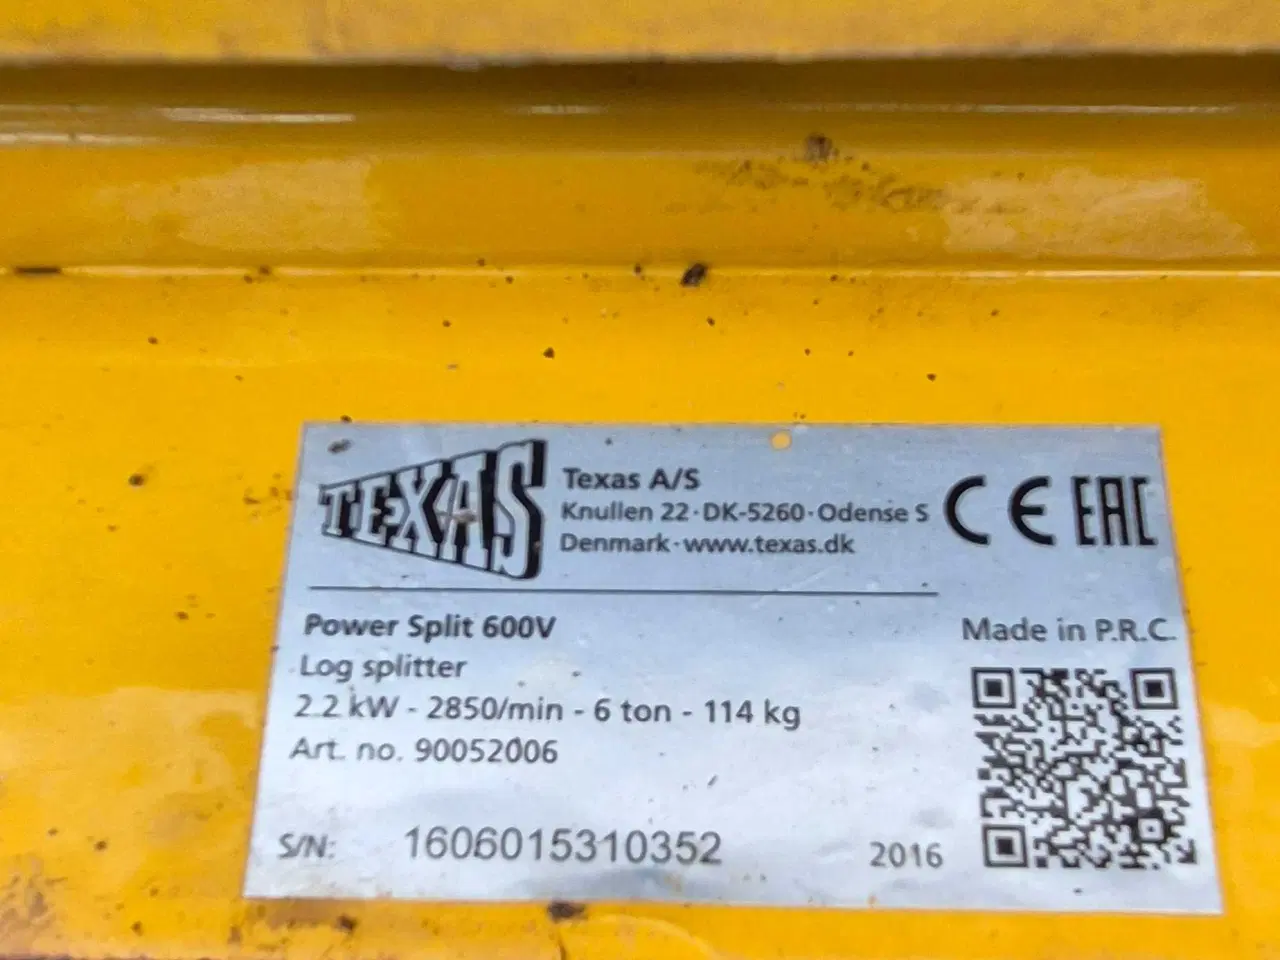 TEXAS
Texas A/S
Knullen 22·DK-5260·Odense S
Denmark·www.texas.dk
CE EAC
Power Split 600V
Made in P.R.C.
Log splitter
2.2 kW - 2850/min - 6 ton - 114 kg
Art. no. 90052006
S/N: 1606015310352
2016